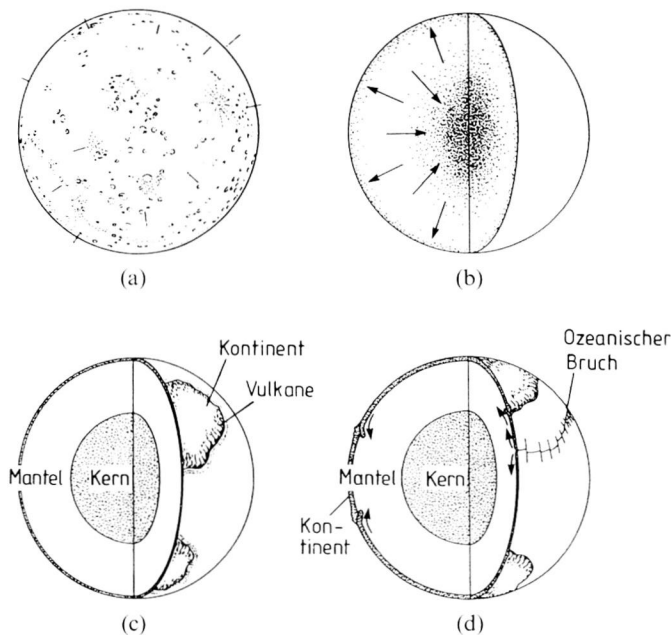 (a)
(b)
Kontinent
Vulkane
Mantel
Kern
(c)
Ozeanischer
Bruch
Mantel
Kern
Kon-
tinent
(d)